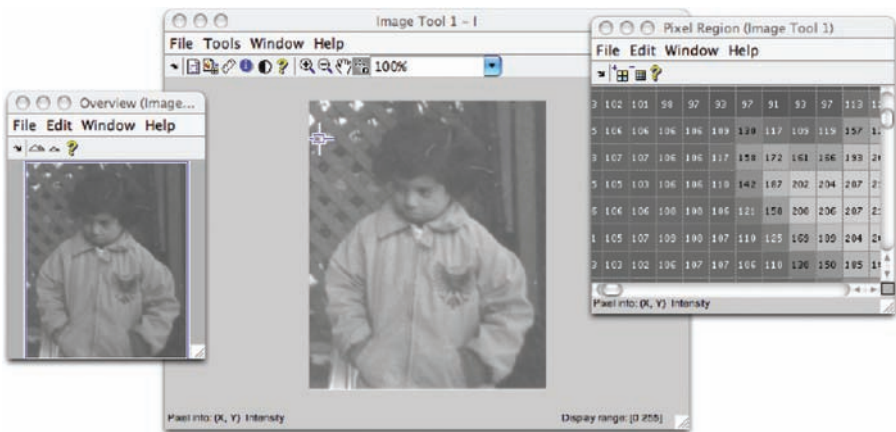 Image Tool 1 – I
File Tools Window Help
100%
Pixel info: (X, Y) Intensity
Display range: [0 255]
Overview (Image...
File Edit Window Help
Pixel Region (Image Tool 1)
File Edit Window Help
102 101 98 97 93 97 91 93 97 113
106 106 106 106 109 130 117 109 119 157
107 107 106 106 117 158 172 161 166 193
105 103 106 106 110 142 187 202 204 207
106 106 108 108 106 121 158 200 206 207
105 107 109 108 107 110 125 169 189 204
103 102 106 107 107 106 110 130 150 185
Pixel info: (X, Y) Intensity